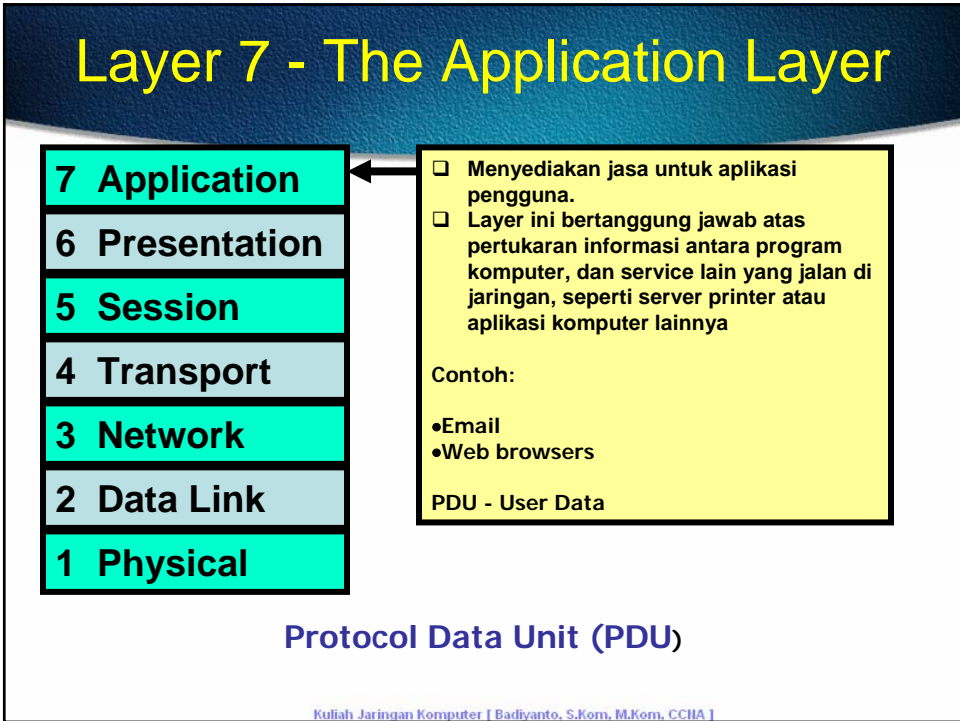 Layer 7 - The Application Layer
7 Application
6 Presentation
5 Session
4 Transport
3 Network
2 Data Link
1 Physical
❑ Menyediakan jasa untuk aplikasi
pengguna.
❑ Layer ini bertanggung jawab atas
pertukaran informasi antara program
komputer, dan service lain yang jalan di
jaringan, seperti server printer atau
aplikasi komputer lainnya
Contoh:
•Email
•Web browsers
PDU - User Data
Protocol Data Unit (PDU)
Kuliah Jaringan Komputer [ Badiyanto, S.Kom, M.Kom, CCNA ]